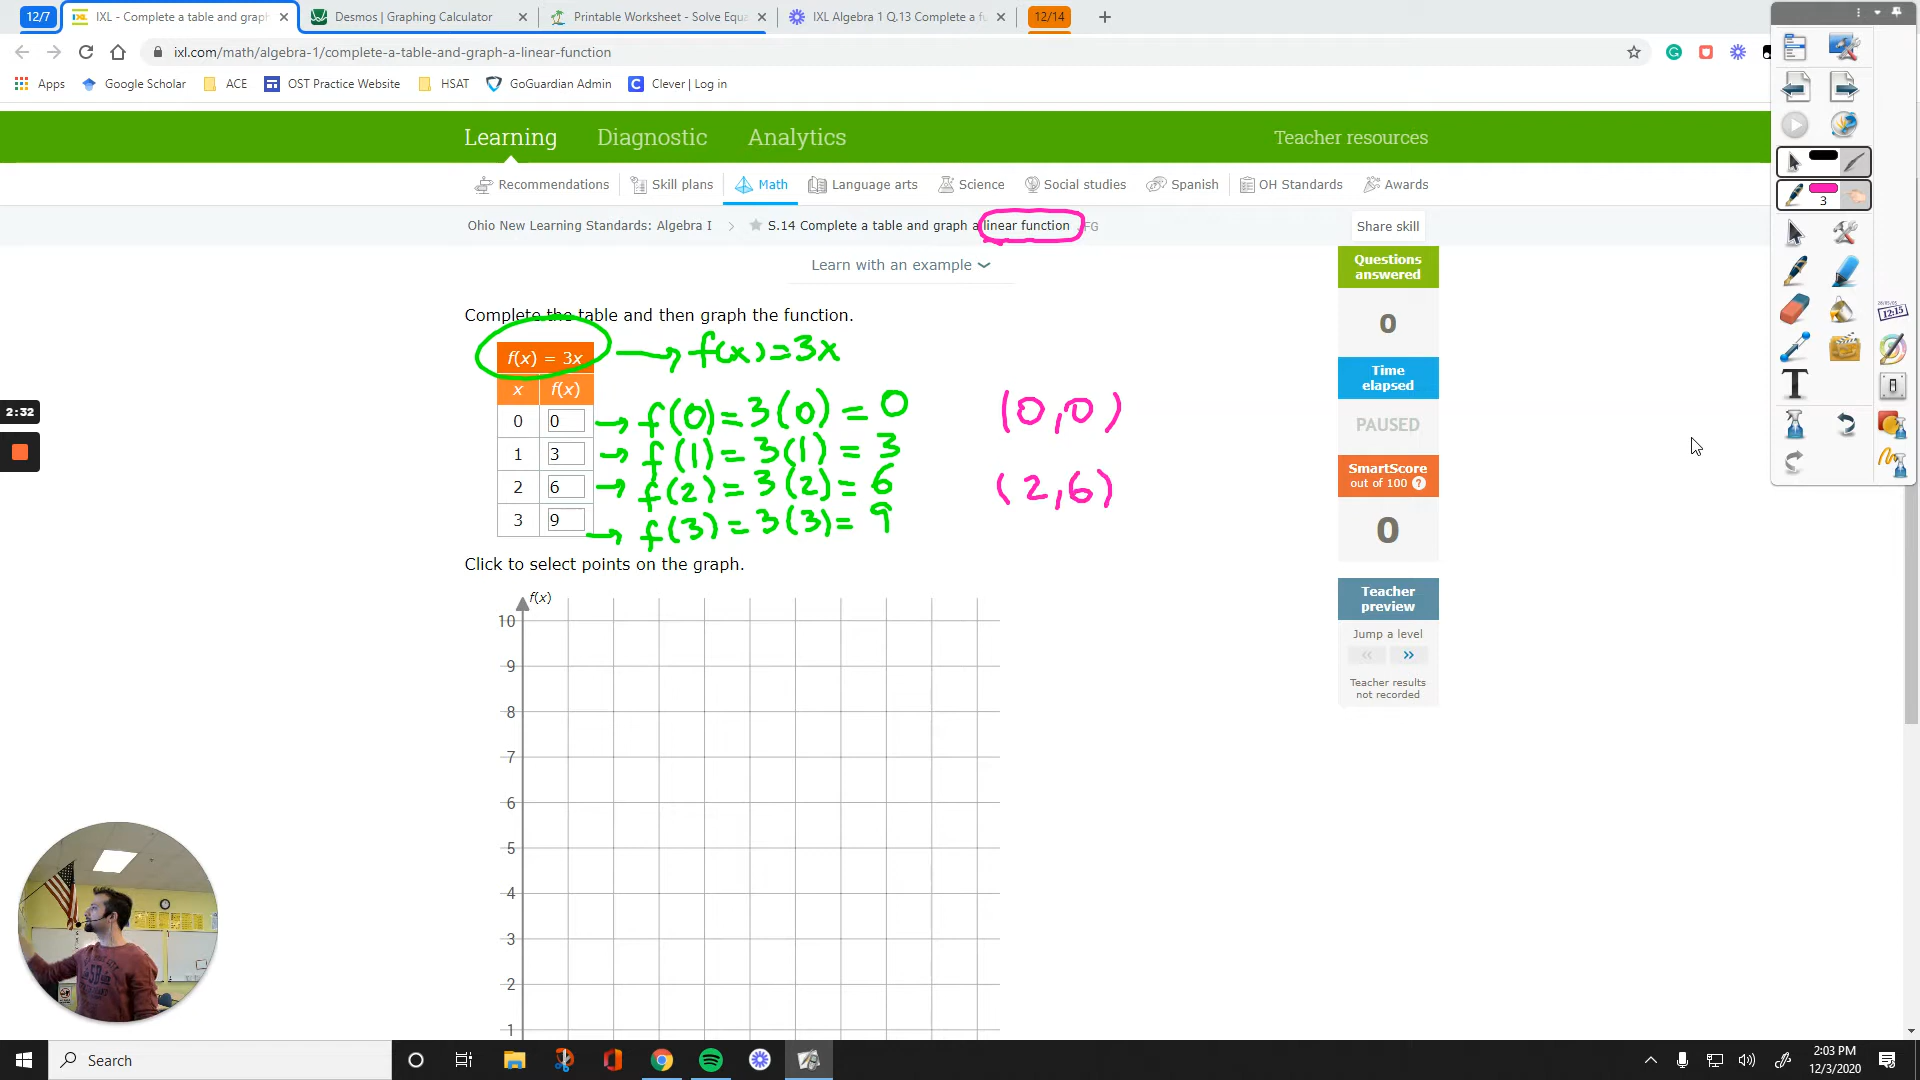 12/7
IXL - Complete a table and graph
Desmos | Graphing Calculator
Printable Worksheet - Solve Equa
IXL Algebra 1 Q.13 Complete a fu
12/14
ixl.com/math/algebra-1/complete-a-table-and-graph-a-linear-function
Apps
Google Scholar
ACE
OST Practice Website
HSAT
GoGuardian Admin
Clever | Log in
Learning
Diagnostic
Analytics
Teacher resources
Recommendations
Skill plans
Math
Language arts
Science
Social studies
Spanish
OH Standards
Awards
Ohio New Learning Standards: Algebra I
S.14 Complete a table and graph a linear function
FG
Share skill
Learn with an example
Complete the table and then graph the function.
f(x) = 3x
→ f(x)=3x
x f(x)
0 0 → f(0)=3(0)=0 (0,0)
1 3 → f(1)=3(1)=3
2 6 → f(2)=3(2)=6 (2,6)
3 9 → f(3)=3(3)=9
Click to select points on the graph.
f(x)
10
9
8
7
6
5
4
3
2
1
Questions
answered
0
Time
elapsed
PAUSED
SmartScore
out of 100 ?
0
Teacher
preview
Jump a level
Teacher results
not recorded
2:32
3
12:15
T
Search
2:03 PM
12/3/2020